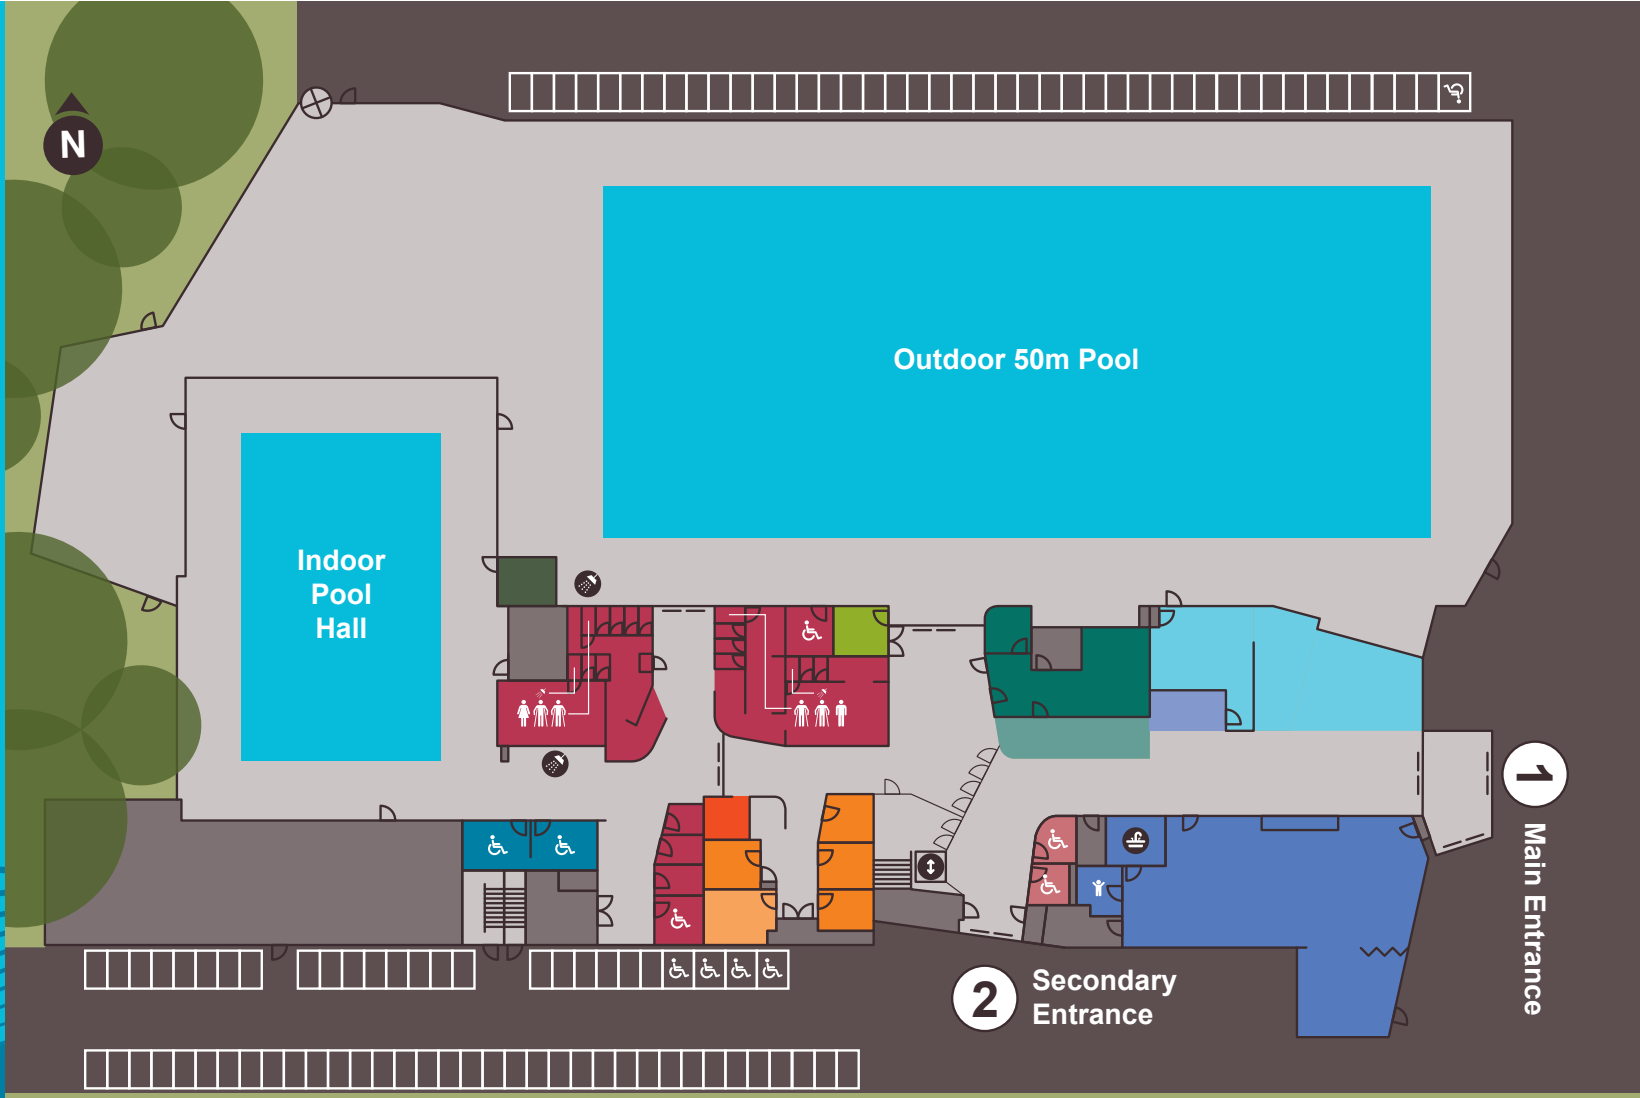 N
Outdoor 50m Pool
Indoor
Pool
Hall
1
Main Entrance
2
Secondary
Entrance